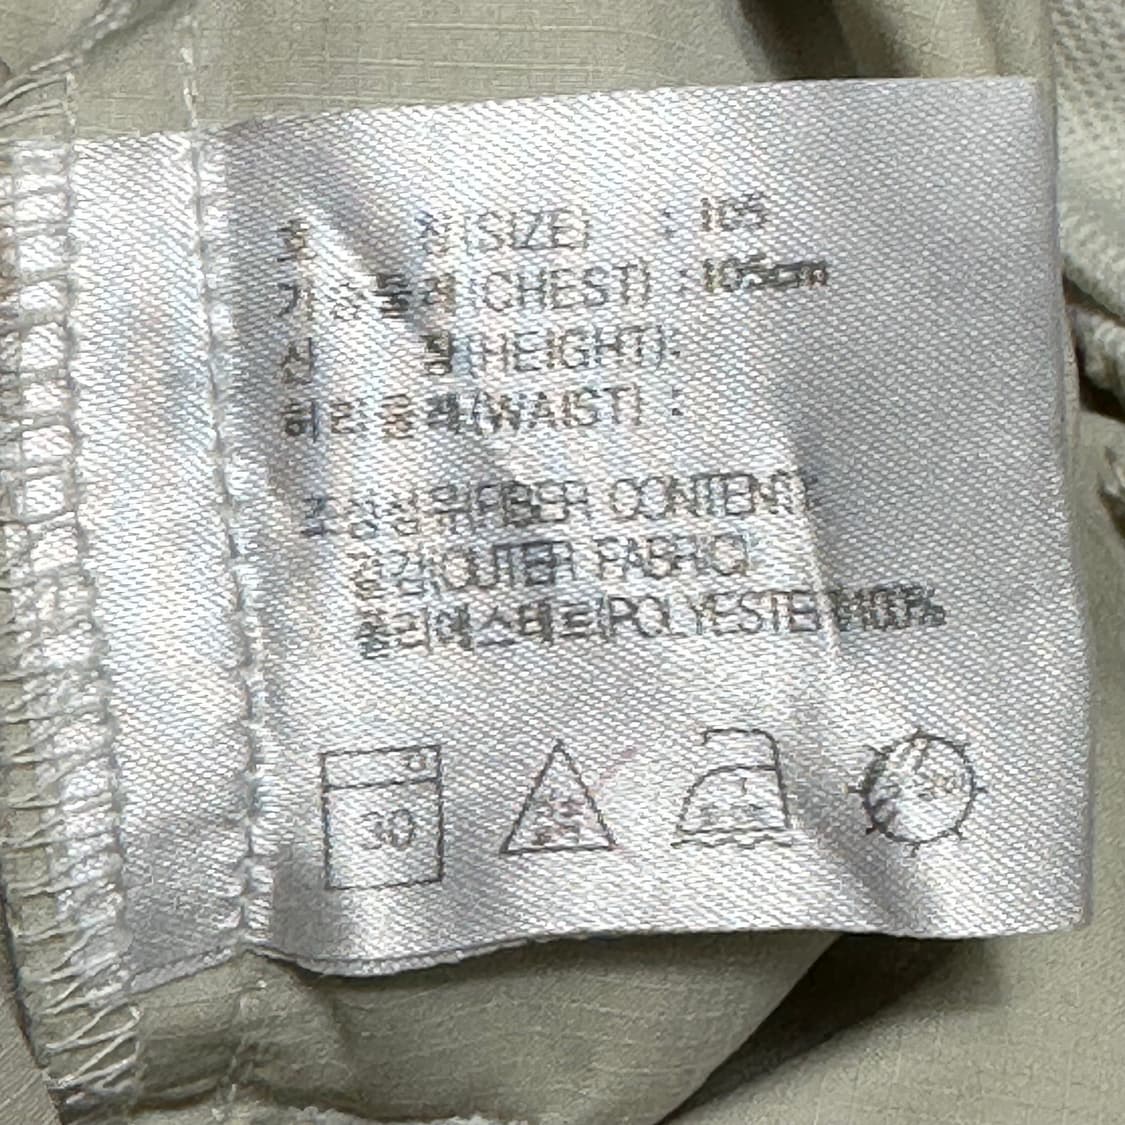 호 칭(SIZE) : 105
가슴둘레(CHEST) : 105cm
신 장(HEIGHT):
허리둘레(WAIST) :
조성섬유(FIBER CONTENT)
겉감(OUTER FABRIC)
폴리에스테르(POLYESTER)100%
30